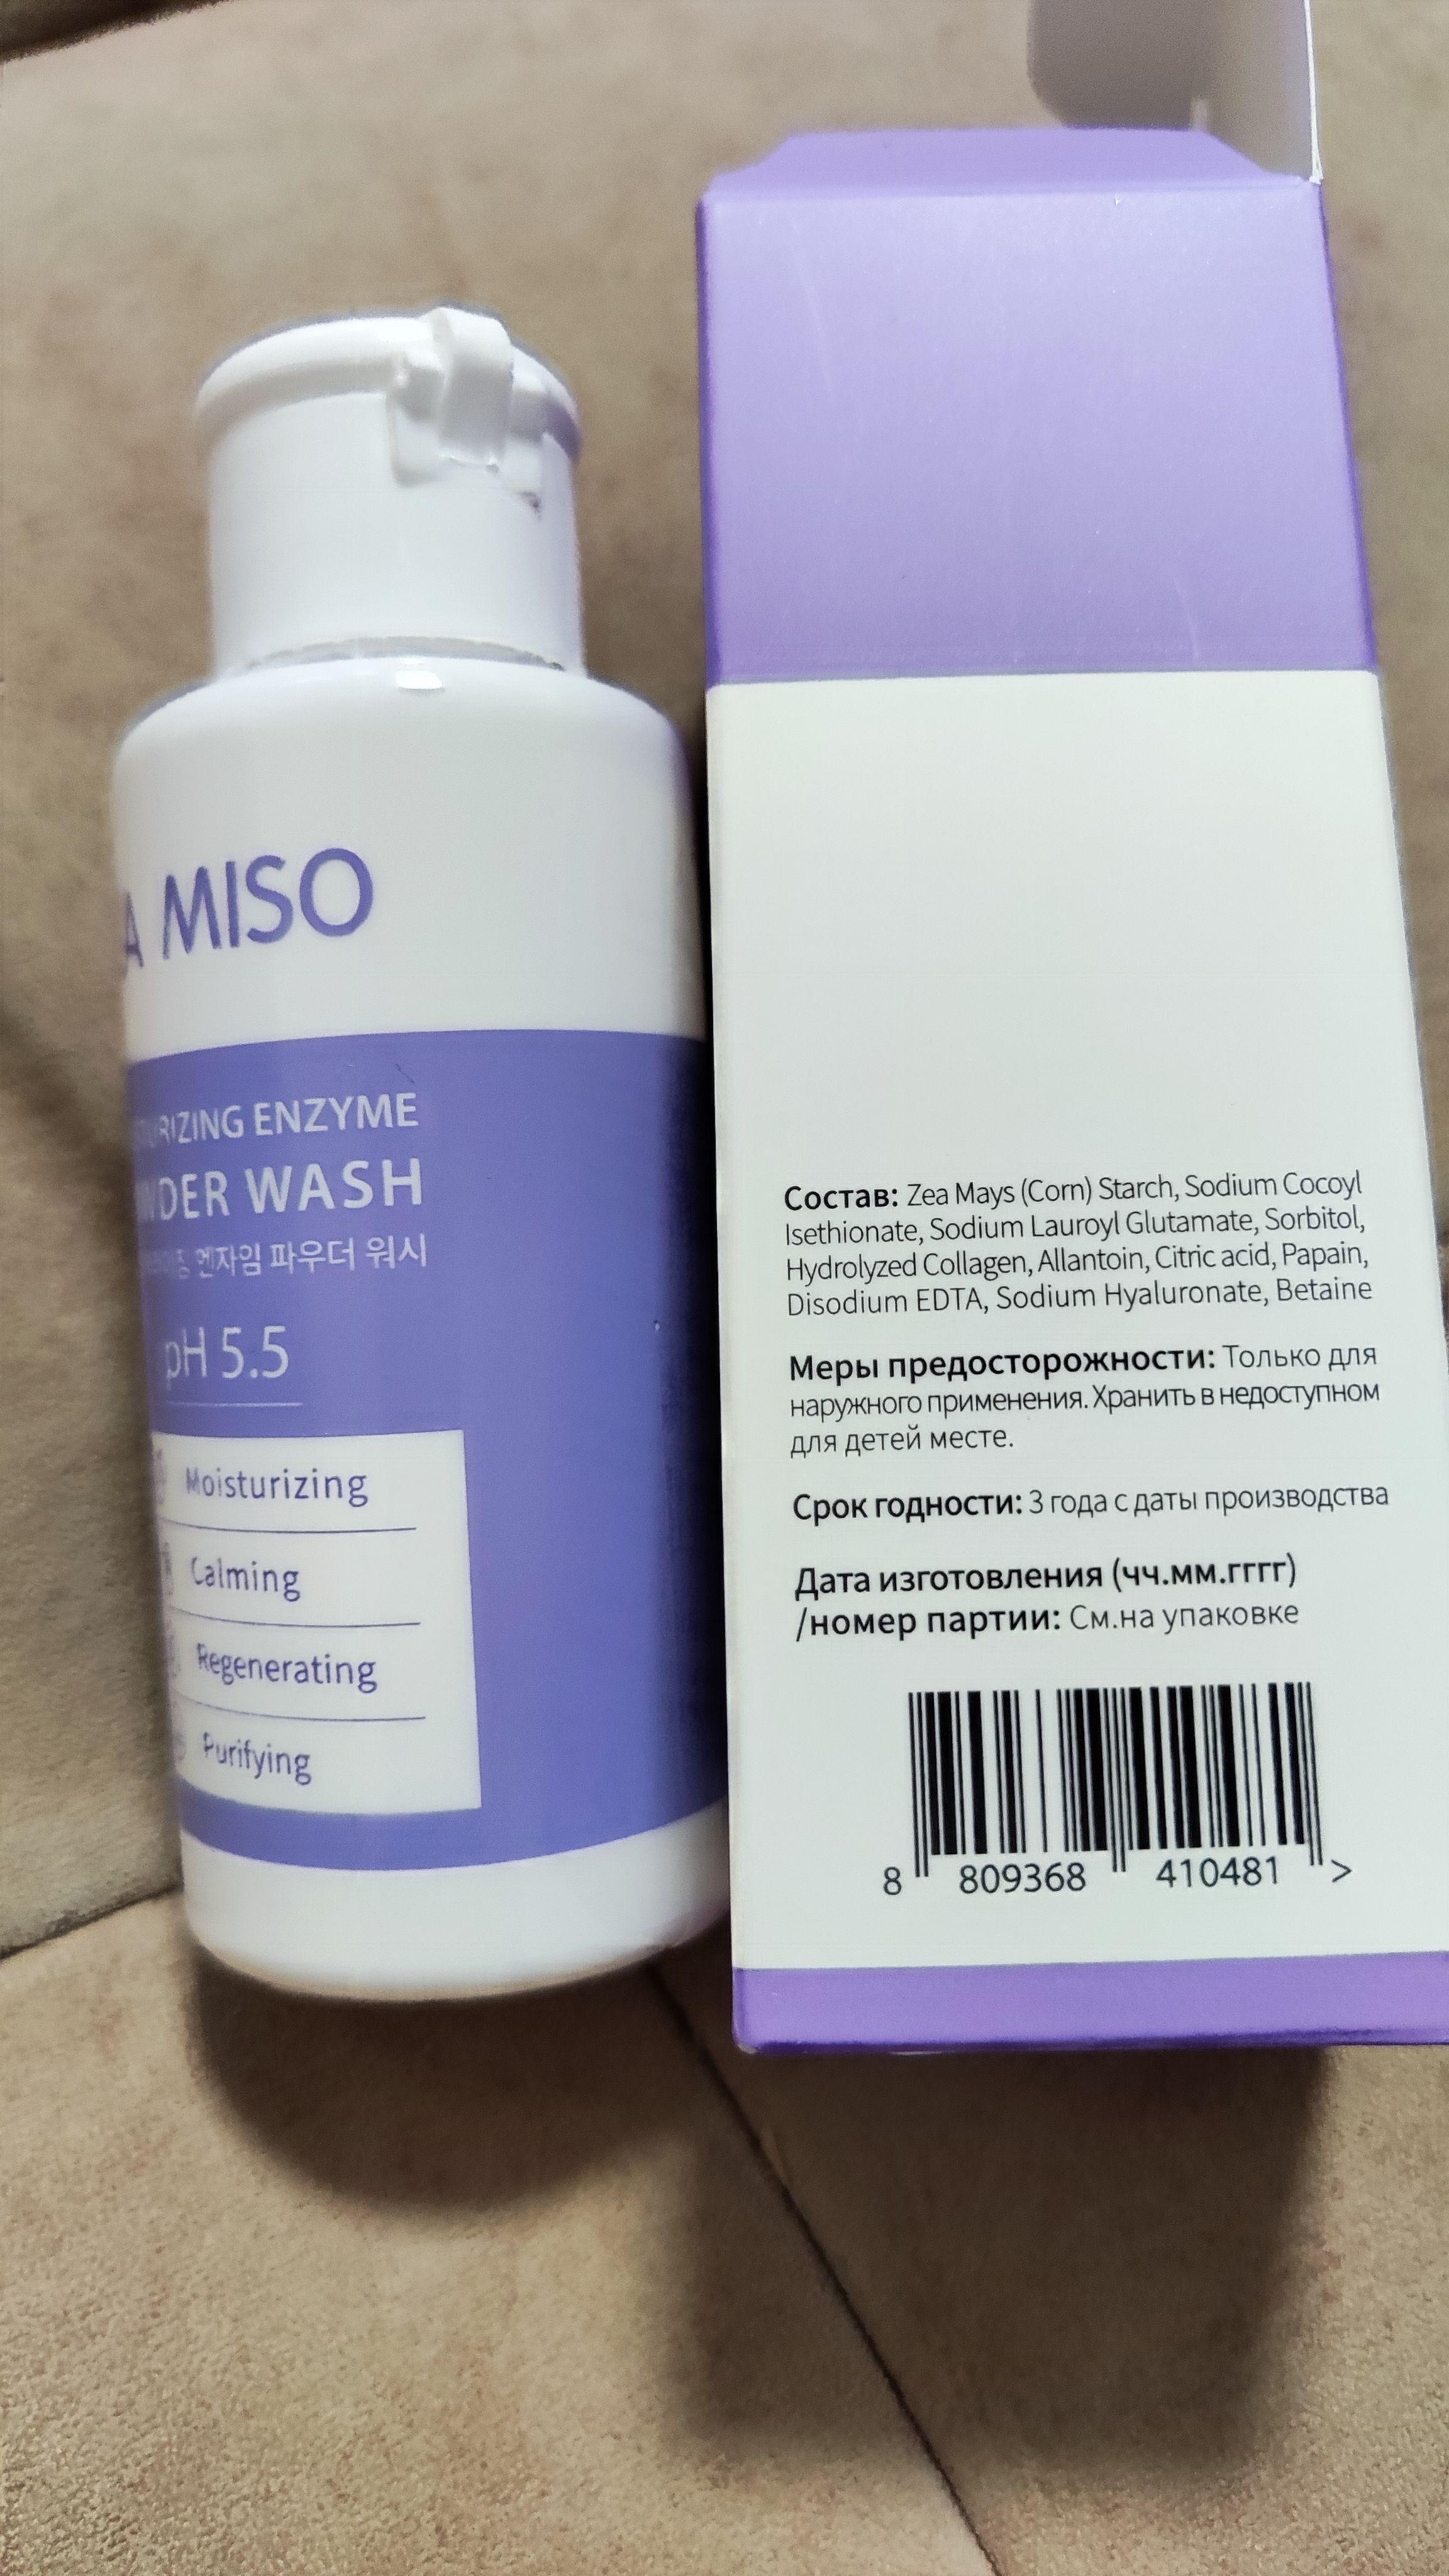 MISO
ENZYME
WASH
엔자임 파우더 워시
pH 5.5
Moisturizing
Calming
Regenerating
Purifying
Состав: Zea Mays (Corn) Starch, Sodium Cocoyl
Isethionate, Sodium Lauroyl Glutamate, Sorbitol,
Hydrolyzed Collagen, Allantoin, Citric acid, Papain,
Disodium EDTA, Sodium Hyaluronate, Betaine
Меры предосторожности: Только для
наружного применения. Хранить в недоступном
для детей месте.
Срок годности: 3 года с даты производства
Дата изготовления (чч.мм.гггг)
/номер партии: См.на упаковке
8 809368 410481 >